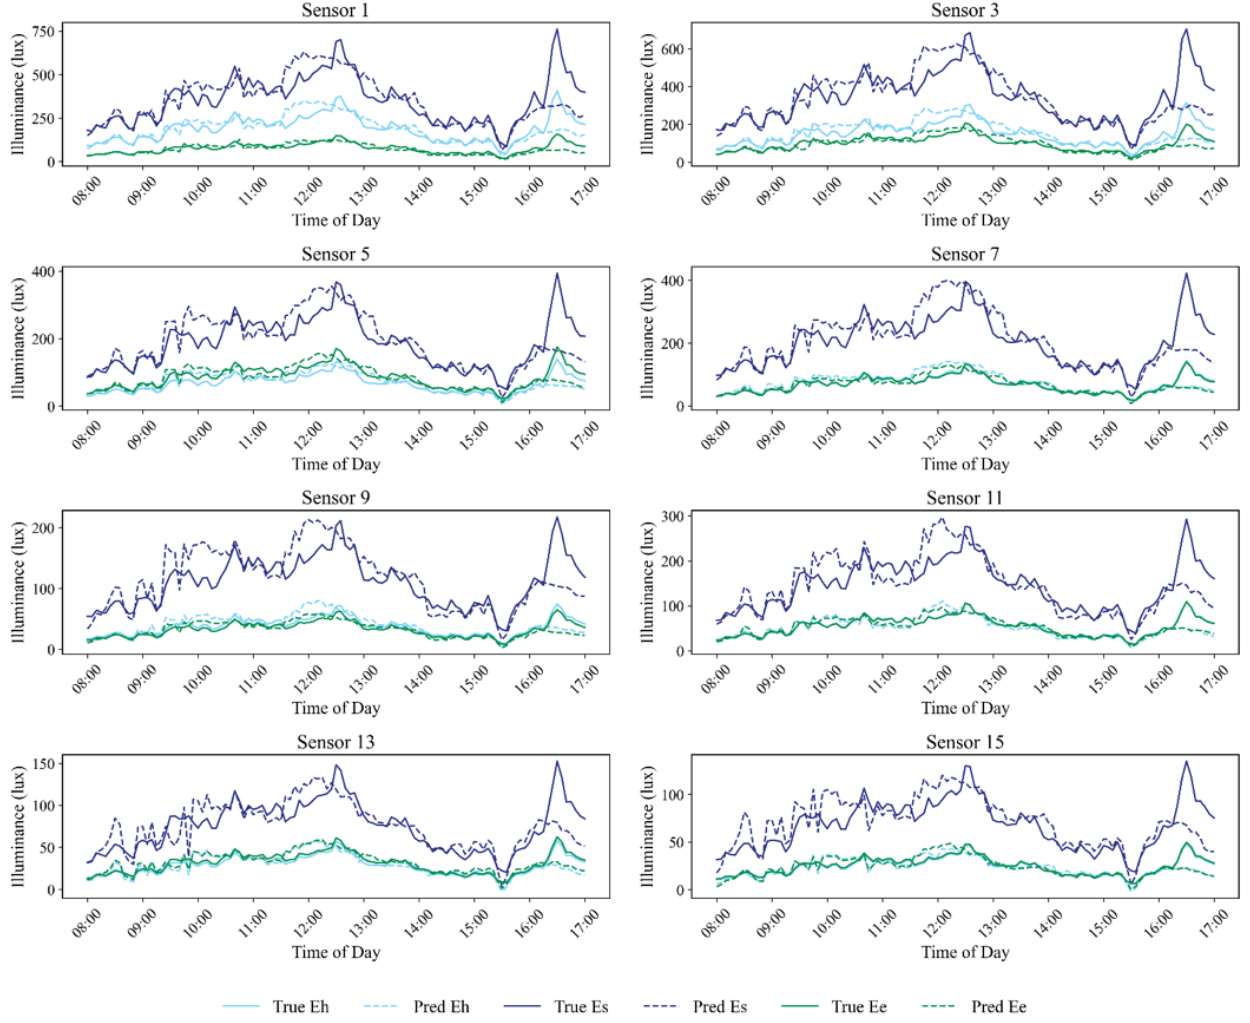 Sensor 1
Illuminance (lux)
750
500
250
0
08:00 09:00 10:00 11:00 12:00 13:00 14:00 15:00 16:00 17:00
Time of Day
Sensor 3
Illuminance (lux)
600
400
200
0
08:00 09:00 10:00 11:00 12:00 13:00 14:00 15:00 16:00 17:00
Time of Day
Sensor 5
Illuminance (lux)
400
200
0
08:00 09:00 10:00 11:00 12:00 13:00 14:00 15:00 16:00 17:00
Time of Day
Sensor 7
Illuminance (lux)
400
200
0
08:00 09:00 10:00 11:00 12:00 13:00 14:00 15:00 16:00 17:00
Time of Day
Sensor 9
Illuminance (lux)
200
100
0
08:00 09:00 10:00 11:00 12:00 13:00 14:00 15:00 16:00 17:00
Time of Day
Sensor 11
Illuminance (lux)
300
200
100
0
08:00 09:00 10:00 11:00 12:00 13:00 14:00 15:00 16:00 17:00
Time of Day
Sensor 13
Illuminance (lux)
150
100
50
0
08:00 09:00 10:00 11:00 12:00 13:00 14:00 15:00 16:00 17:00
Time of Day
Sensor 15
Illuminance (lux)
100
50
0
08:00 09:00 10:00 11:00 12:00 13:00 14:00 15:00 16:00 17:00
Time of Day
True Eh Pred Eh True Es Pred Es True Ee Pred Ee